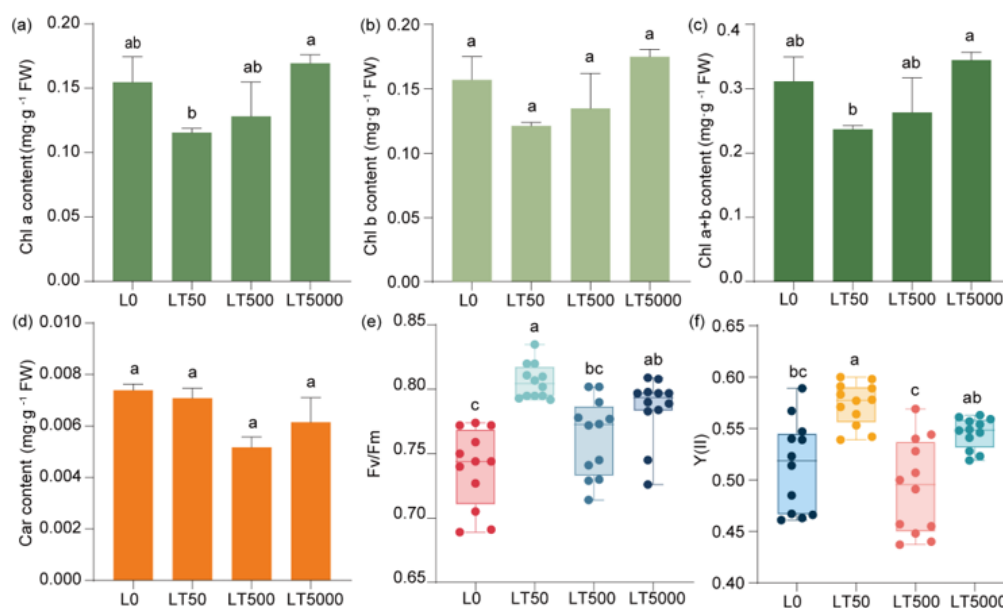 (a)
Chl a content (mg·g⁻¹ FW)
0.20
0.15
0.10
0.05
0.00
ab
b
ab
a
L0 LT50 LT500 LT5000
(b)
Chl b content (mg·g⁻¹ FW)
0.20
0.15
0.10
0.05
0.00
a
a
a
a
L0 LT50 LT500 LT5000
(c)
Chl a+b content (mg·g⁻¹ FW)
0.4
0.3
0.2
0.1
0.0
ab
b
ab
a
L0 LT50 LT500 LT5000
(d)
Car content (mg·g⁻¹ FW)
0.010
0.008
0.006
0.004
0.002
0.000
a
a
a
a
L0 LT50 LT500 LT5000
(e)
Fv/Fm
0.85
0.80
0.75
0.70
0.65
c
a
bc
ab
L0 LT50 LT500 LT5000
(f)
Y(II)
0.65
0.60
0.55
0.50
0.45
0.40
bc
a
c
ab
L0 LT50 LT500 LT5000